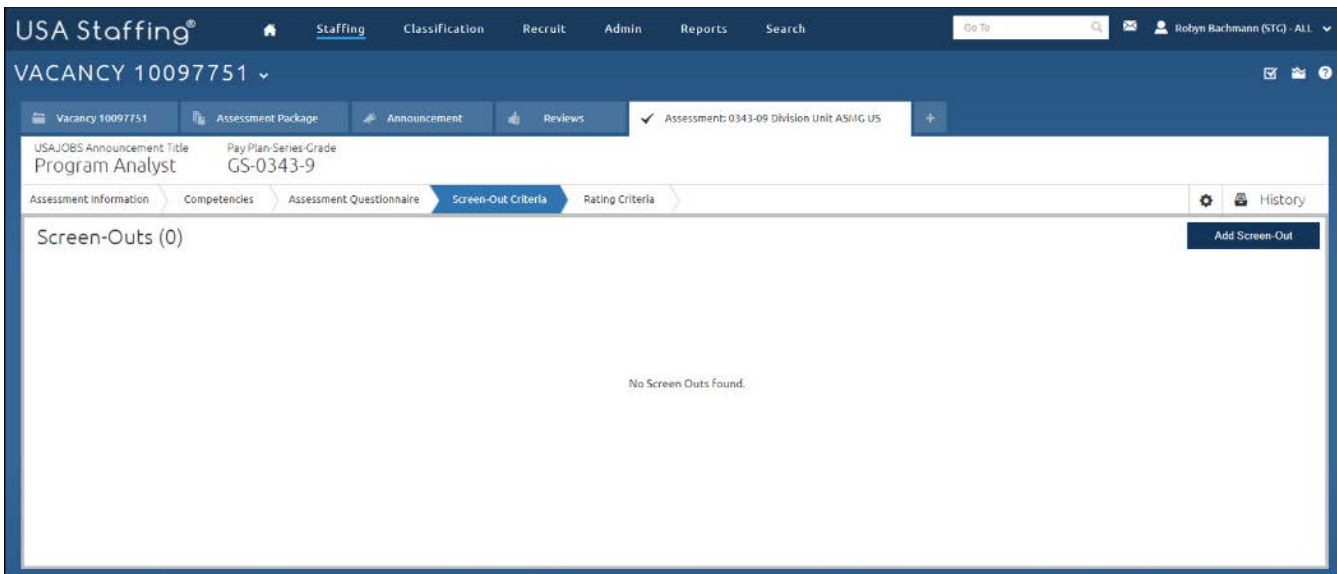 USA Staffing® Staffing Classification Recruit Admin Reports Search Go To Robyn Bachmann (STG) - ALL
VACANCY 10097751
Vacancy 10097751 Assessment Package Announcement Reviews Assessment: 0343-09 Division Unit ASMG US +
USAJOBS Announcement Title Pay Plan-Series-Grade
Program Analyst GS-0343-9
Assessment Information Competencies Assessment Questionnaire Screen-Out Criteria Rating Criteria History
Screen-Outs (0) Add Screen-Out
No Screen Outs found.